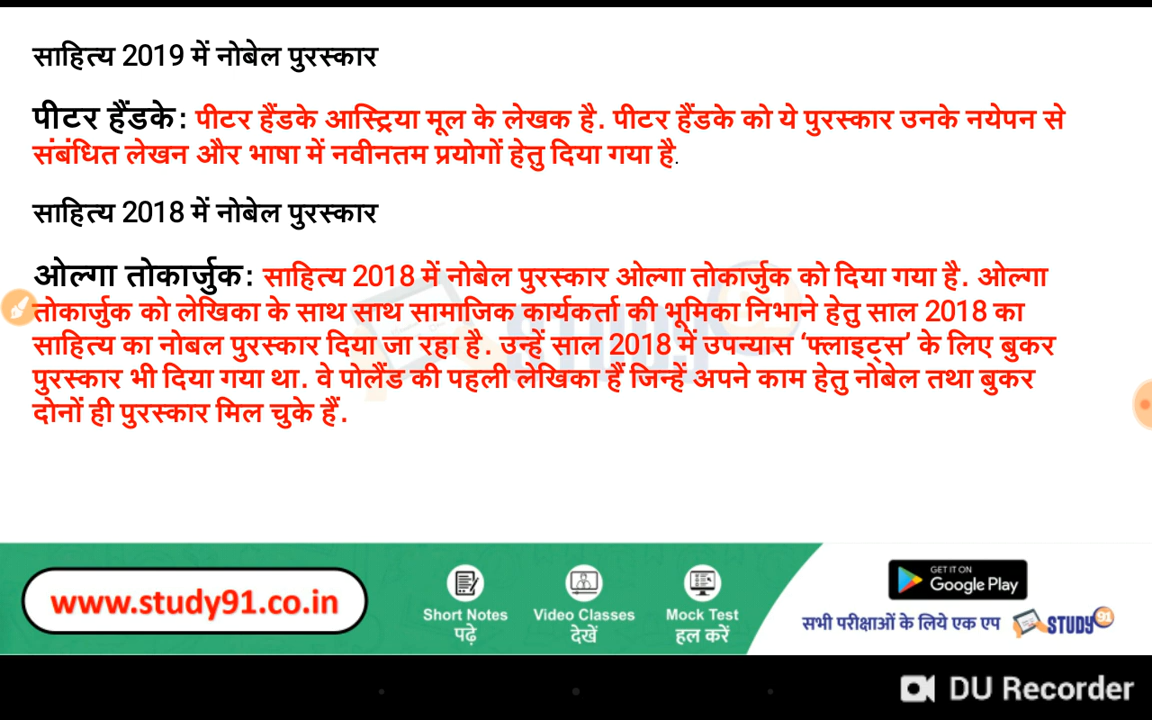 साहित्य 2019 में नोबेल पुरस्कार
पीटर हैंडके: पीटर हैंडके आस्ट्रिया मूल के लेखक है. पीटर हैंडके को ये पुरस्कार उनके नयेपन से
संबंधित लेखन और भाषा में नवीनतम प्रयोगों हेतु दिया गया है.
साहित्य 2018 में नोबेल पुरस्कार
ओल्गा तोकार्जुक: साहित्य 2018 में नोबेल पुरस्कार ओल्गा तोकार्जुक को दिया गया है. ओल्गा
तोकार्जुक को लेखिका के साथ साथ सामाजिक कार्यकर्ता की भूमिका निभाने हेतु साल 2018 का
साहित्य का नोबल पुरस्कार दिया जा रहा है. उन्हें साल 2018 में उपन्यास ‘फ्लाइट्स’ के लिए बुकर
पुरस्कार भी दिया गया था. वे पोलैंड की पहली लेखिका हैं जिन्हें अपने काम हेतु नोबेल तथा बुकर
दोनों ही पुरस्कार मिल चुके हैं.
STUDY
www.study91.co.in
Short Notes
पढ़े
Video Classes
देखें
Mock Test
हल करें
GET IT ON
Google Play
सभी परीक्षाओं के लिये एक एप
STUDY 91
DU Recorder